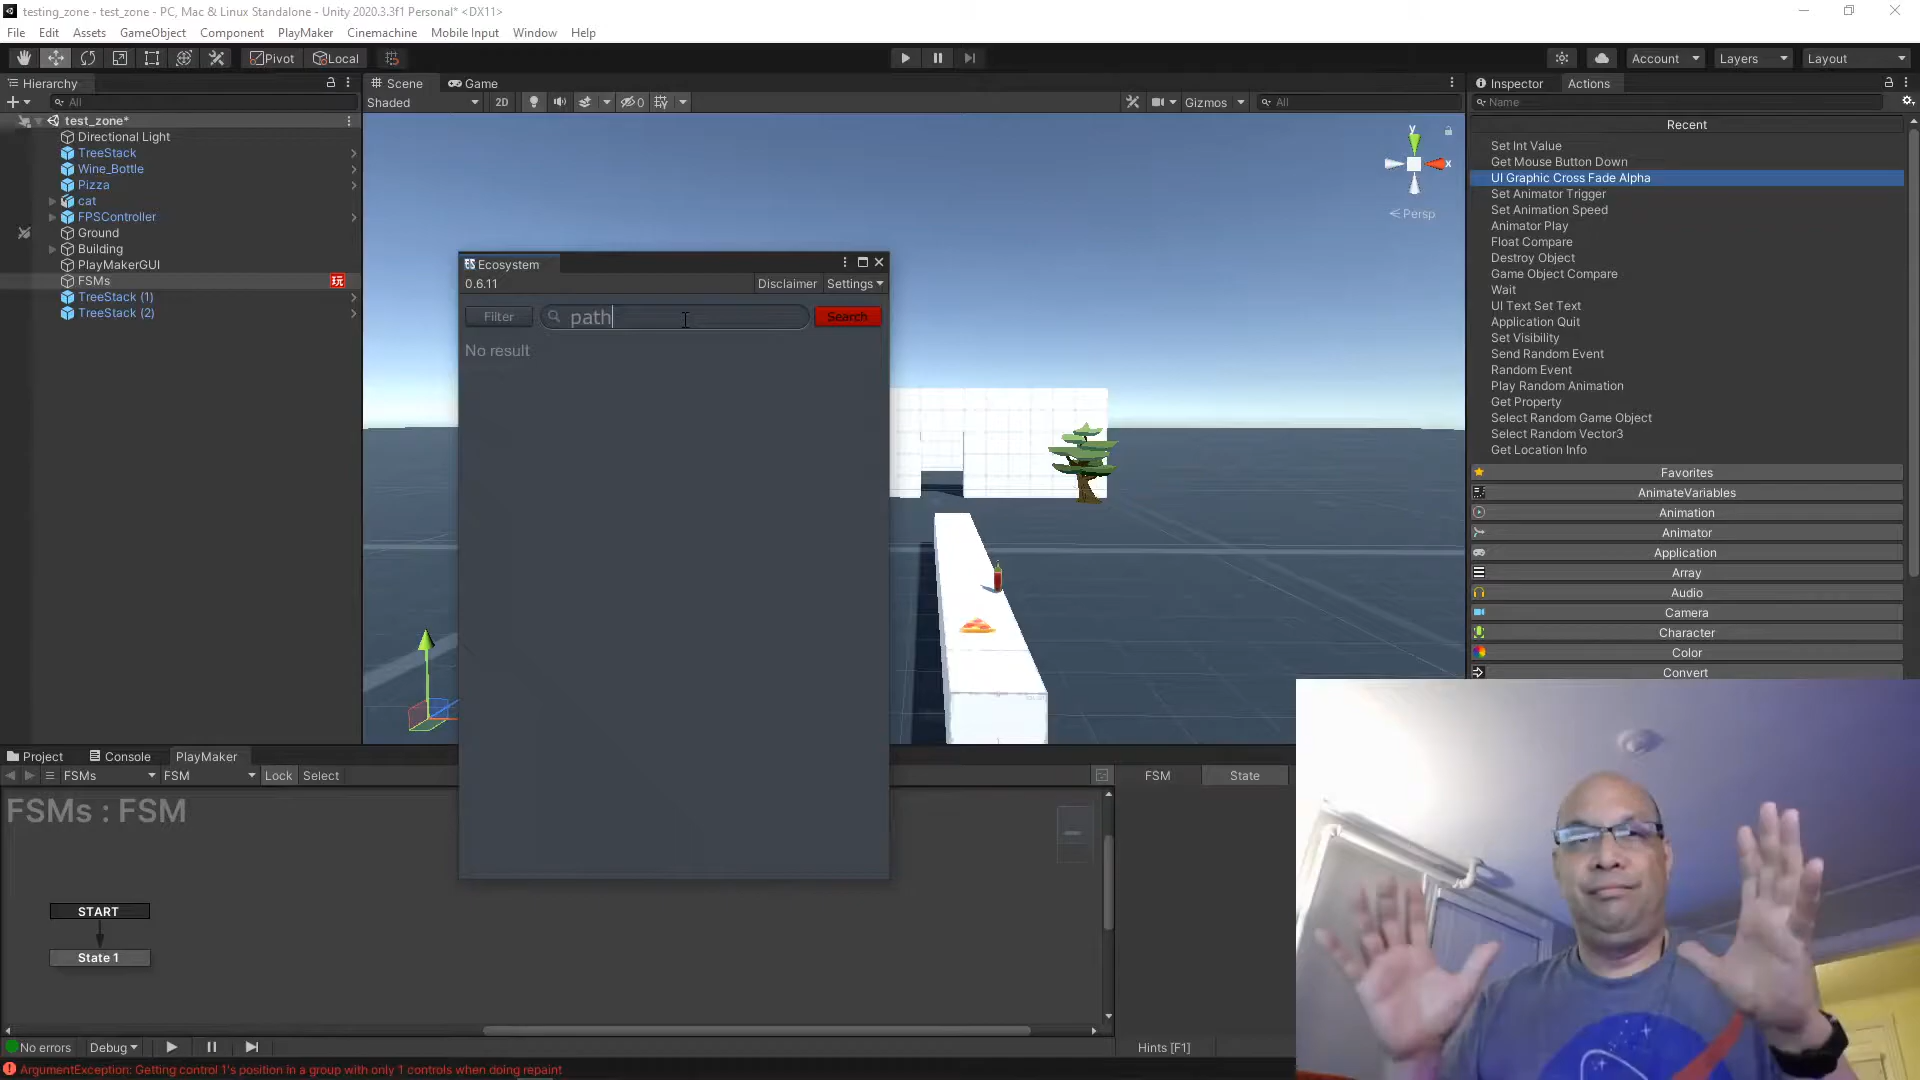 testing_zone - test_zone - PC, Mac & Linux Standalone - Unity 2020.3.3f1 Personal* <DX11>
File Edit Assets GameObject Component PlayMaker Cinemachine Mobile Input Window Help
Pivot Local Account Layers Layout
Hierarchy
All
test_zone*
Directional Light
TreeStack
Wine_Bottle
Pizza
cat
FPSController
Ground
Building
PlayMakerGUI
FSMs 玩
TreeStack (1)
TreeStack (2)
Scene Game
Shaded 2D 0 Gizmos All
y
x
Persp
Ecosystem
0.6.11 Disclaimer Settings
Filter path Search
No result
Inspector Actions
Name
Recent
Set Int Value
Get Mouse Button Down
UI Graphic Cross Fade Alpha
Set Animator Trigger
Set Animation Speed
Animator Play
Float Compare
Destroy Object
Game Object Compare
Wait
UI Text Set Text
Application Quit
Set Visibility
Send Random Event
Random Event
Play Random Animation
Get Property
Select Random Game Object
Select Random Vector3
Get Location Info
Favorites
AnimateVariables
Animation
Animator
Application
Array
Audio
Camera
Character
Color
Convert
Project Console PlayMaker
FSMs FSM Lock Select FSM State
FSMs : FSM
START
State 1
No errors Debug Hints [F1]
ArgumentException: Getting control 1's position in a group with only 1 controls when doing repaint